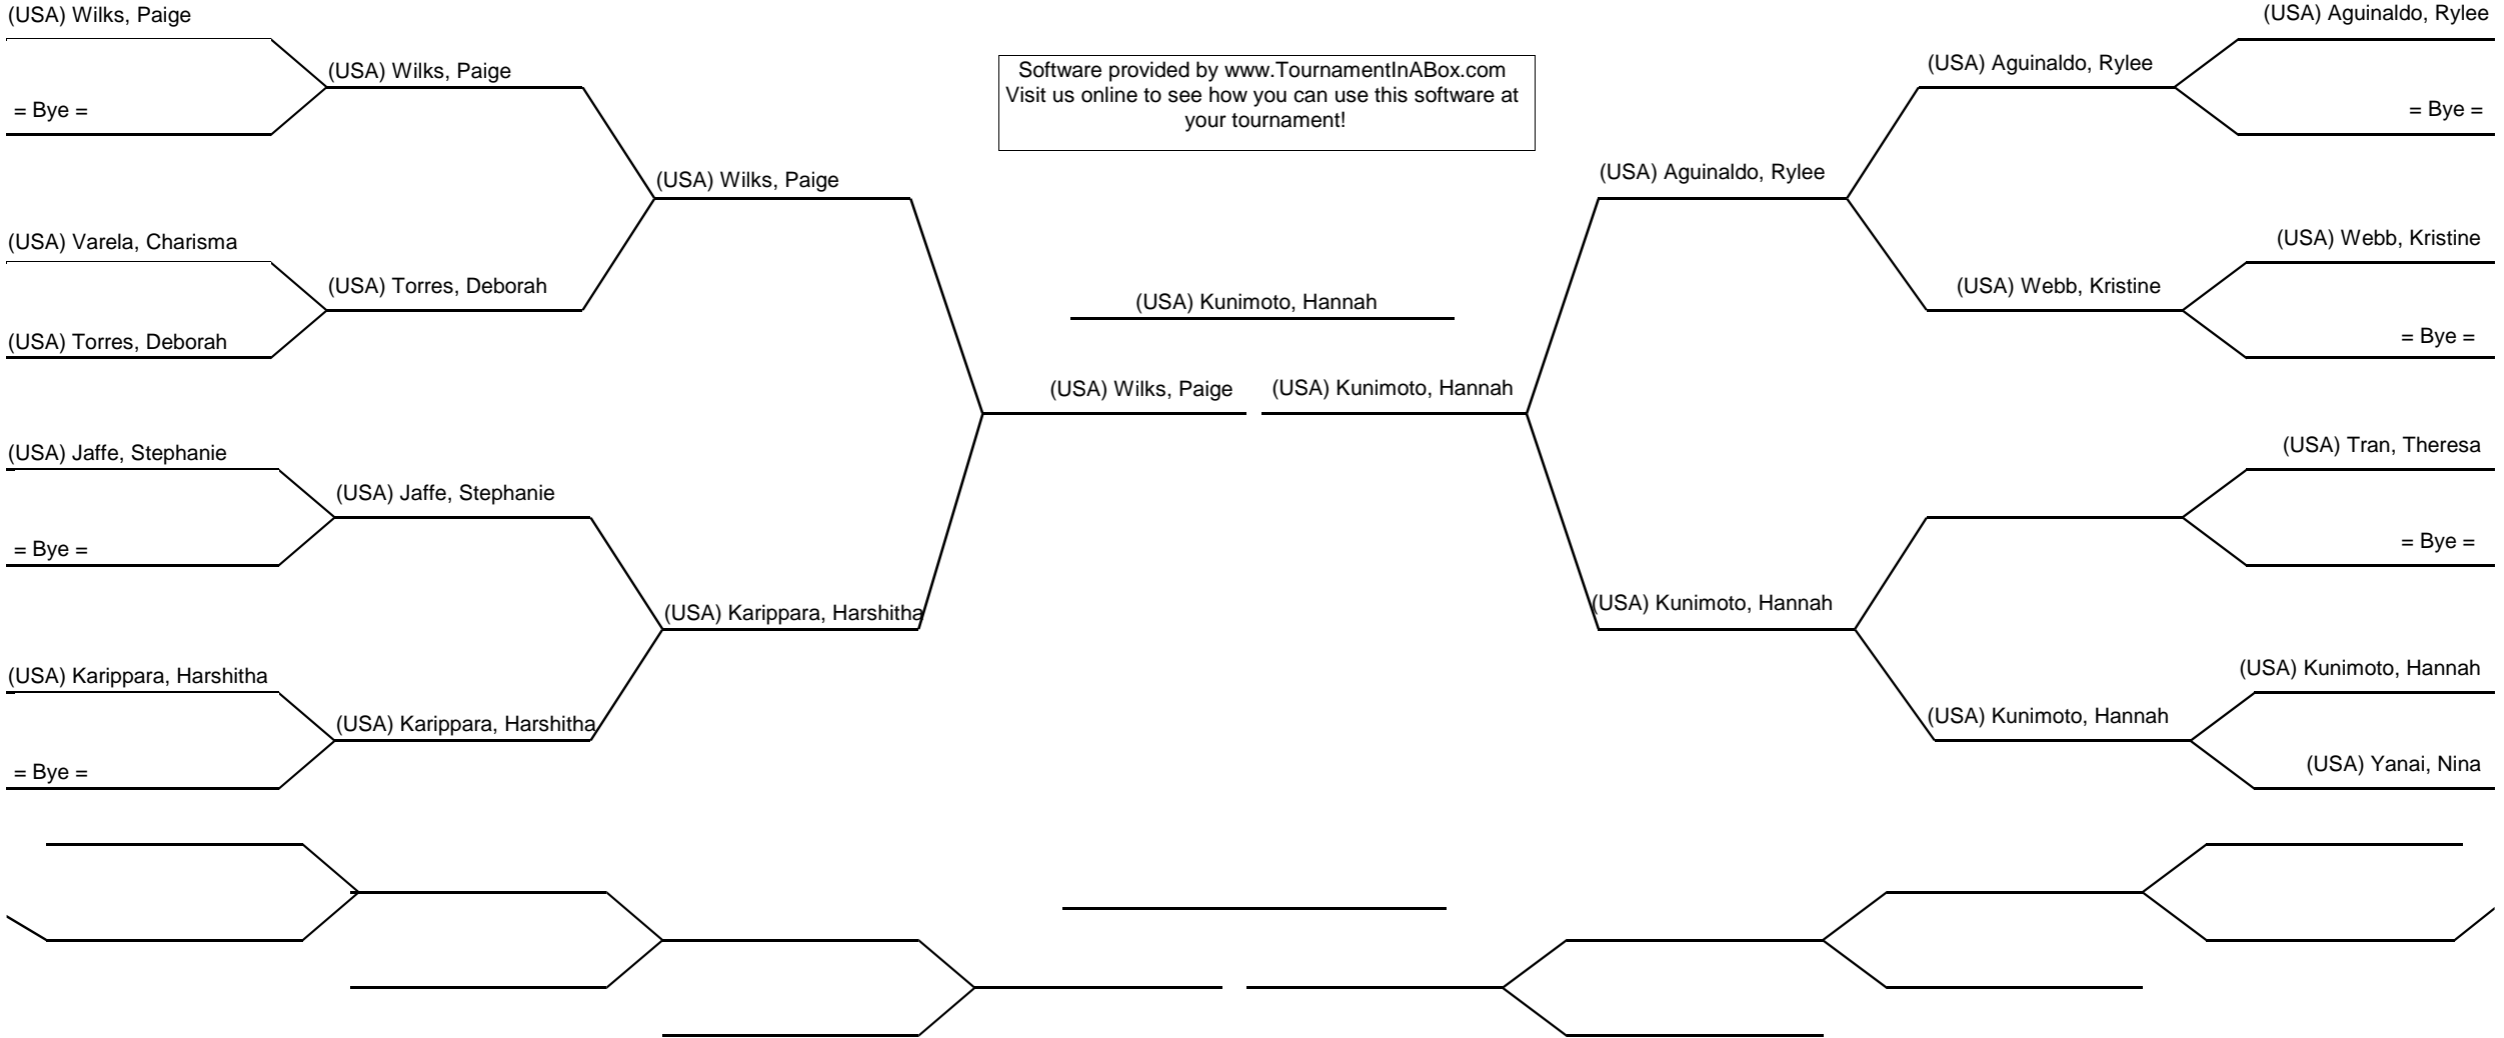 (USA) Wilks, Paige
= Bye =
(USA) Varela, Charisma
(USA) Torres, Deborah
(USA) Jaffe, Stephanie
= Bye =
(USA) Karippara, Harshitha
= Bye =
(USA) Wilks, Paige
(USA) Torres, Deborah
(USA) Jaffe, Stephanie
(USA) Karippara, Harshitha
(USA) Wilks, Paige
(USA) Karippara, Harshitha
Software provided by www.TournamentInABox.com
Visit us online to see how you can use this software at
your tournament!
(USA) Kunimoto, Hannah
(USA) Wilks, Paige
(USA) Kunimoto, Hannah
(USA) Aguinaldo, Rylee
(USA) Kunimoto, Hannah
(USA) Aguinaldo, Rylee
(USA) Webb, Kristine
(USA) Kunimoto, Hannah
(USA) Aguinaldo, Rylee
= Bye =
(USA) Webb, Kristine
= Bye =
(USA) Tran, Theresa
= Bye =
(USA) Kunimoto, Hannah
(USA) Yanai, Nina